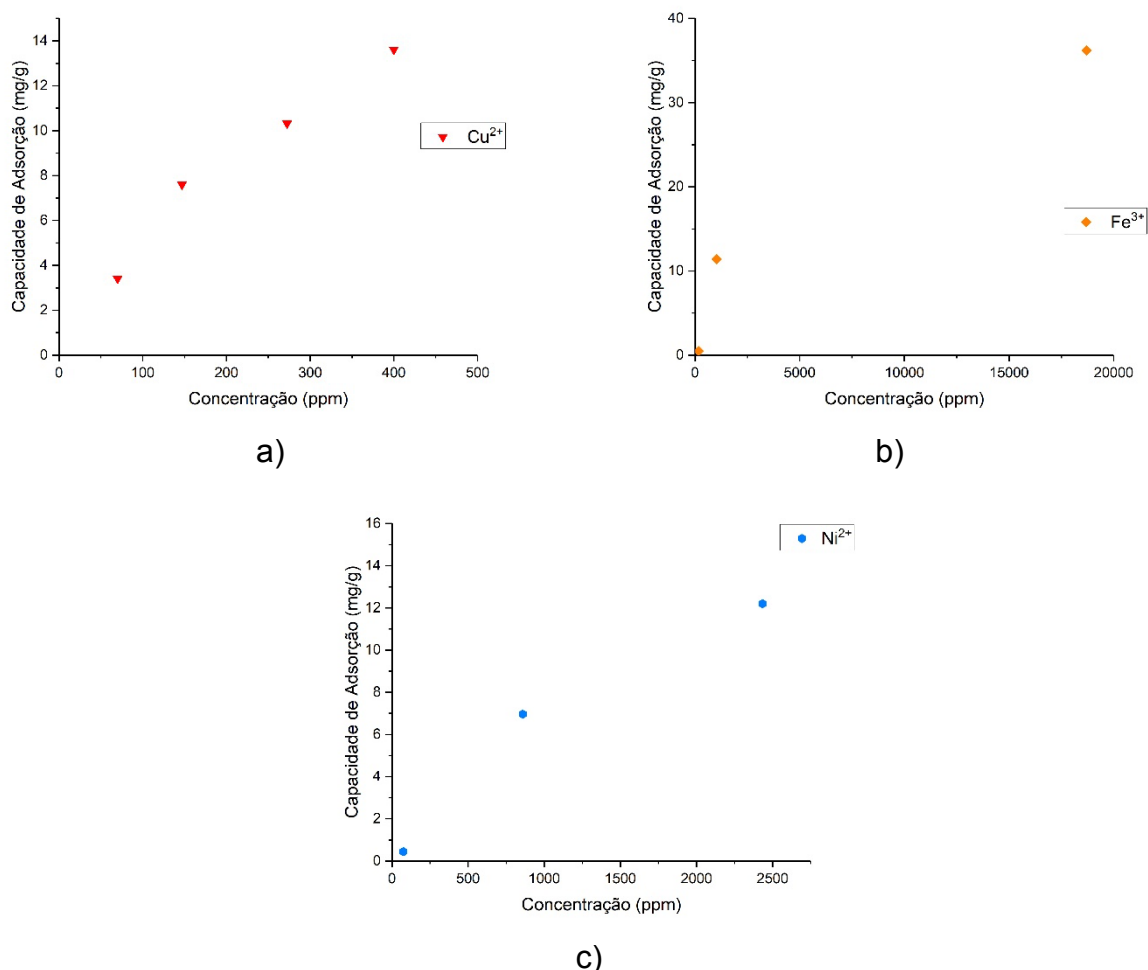 14
12
10
8
6
4
2
0
Capacidade de Adsorção (mg/g)
Cu²⁺
0 100 200 300 400 500
Concentração (ppm)
a)
40
30
20
10
0
Capacidade de Adsorção (mg/g)
Fe³⁺
0 5000 10000 15000 20000
Concentração (ppm)
b)
16
14
12
10
8
6
4
2
0
Capacidade de Adsorção (mg/g)
Ni²⁺
0 500 1000 1500 2000 2500
Concentração (ppm)
c)